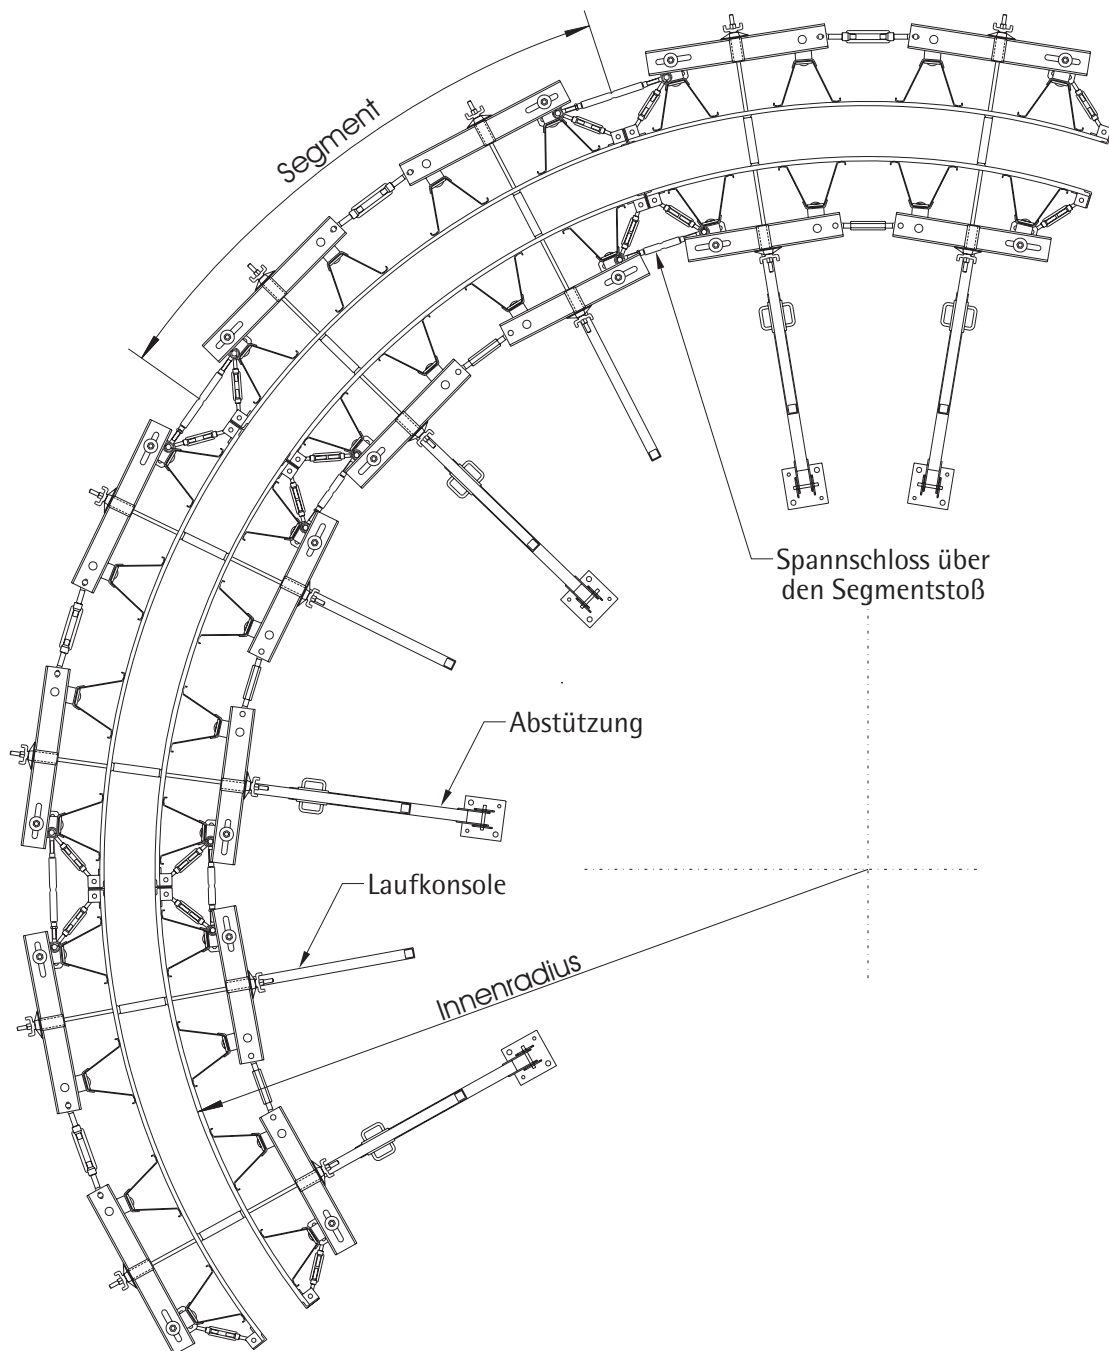 Segment
Spannschloss über
den Segmentstoß
Abstützung
Laufkonsole
Innenradius